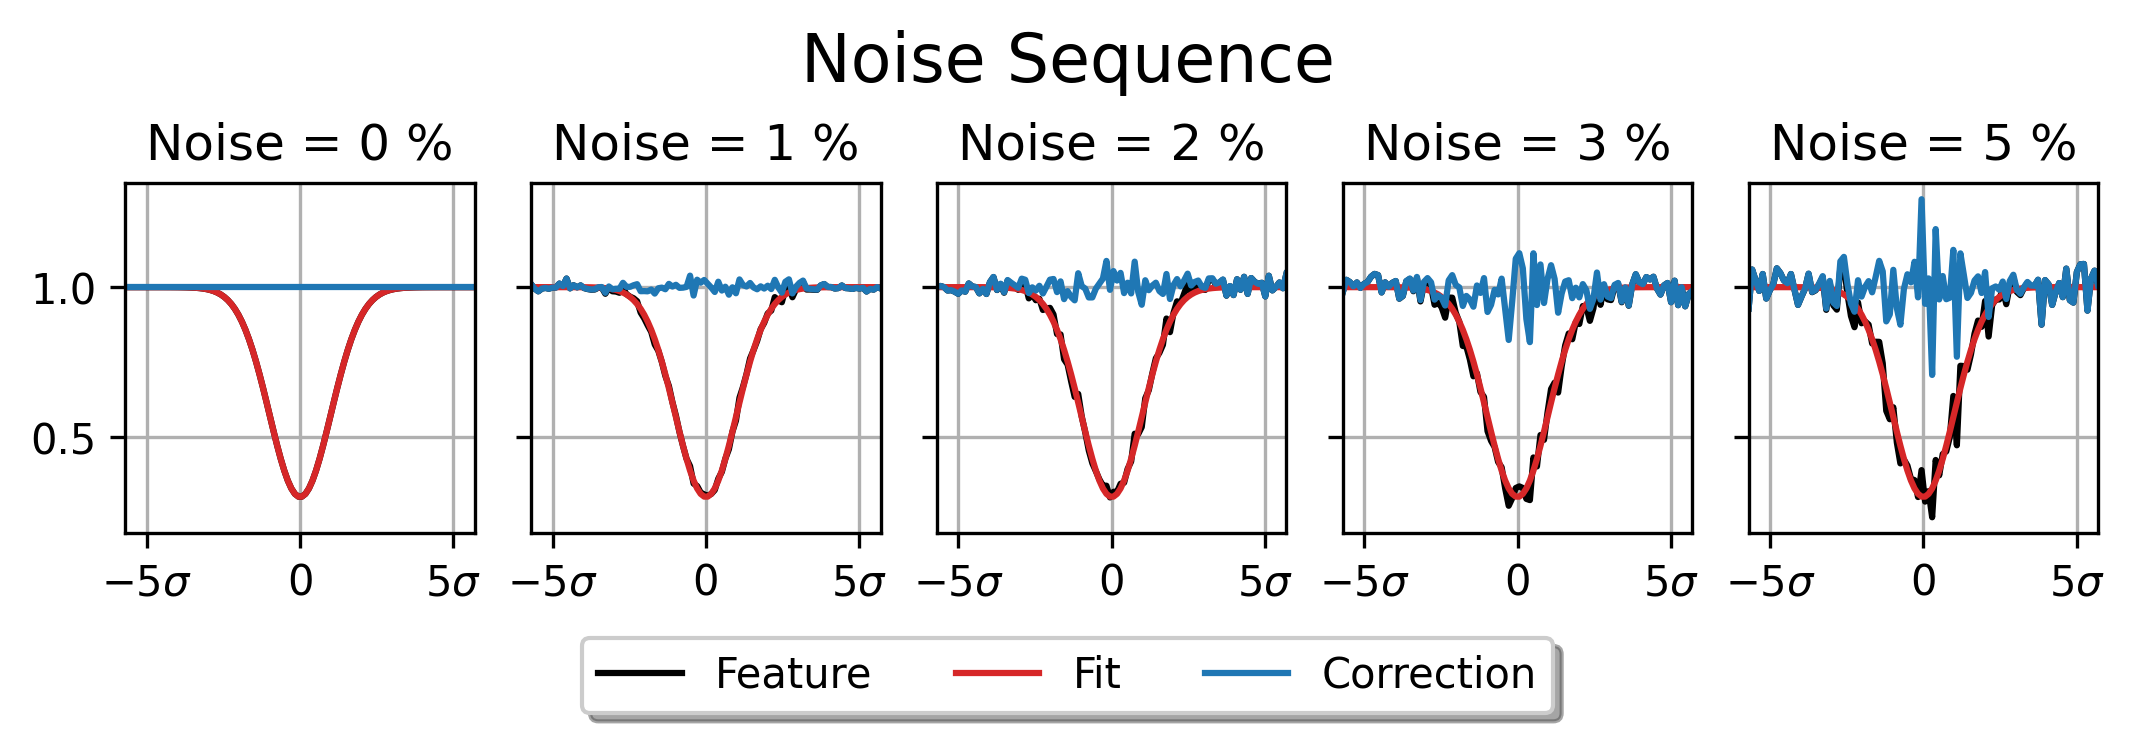 Noise Sequence
Noise = 0 % Noise = 1 % Noise = 2 % Noise = 3 % Noise = 5 %
1.0
0.5
−5σ 0 5σ −5σ 0 5σ −5σ 0 5σ −5σ 0 5σ −5σ 0 5σ
Feature Fit Correction